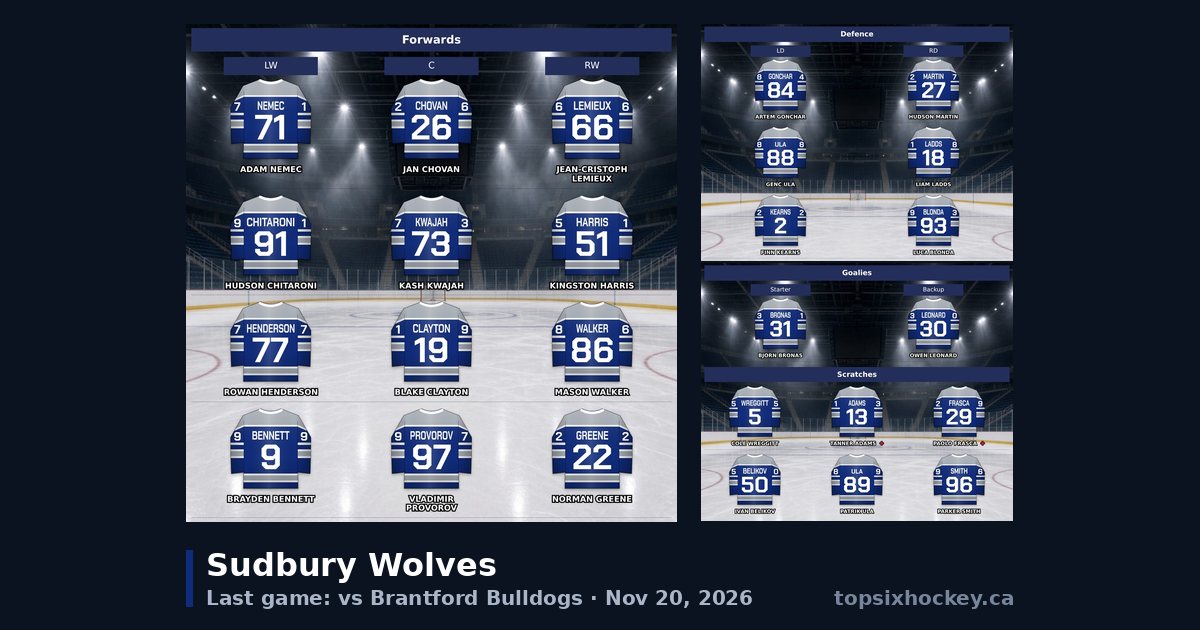 Forwards
LW C RW
7 NEMEC 1 2 CHOVAN 6 6 LEMIEUX 6
71 26 66
ADAM NEMEC JAN CHOVAN JEAN-CRISTOPH
LEMIEUX
9 CHITARONI 1 7 KWAJAH 3 5 HARRIS 1
91 73 51
HUDSON CHITARONI KASH KWAJAH KINGSTON HARRIS
7 HENDERSON 7 1 CLAYTON 9 8 WALKER 6
77 19 86
ROWAN HENDERSON BLAKE CLAYTON MASON WALKER
9 BENNETT 9 9 PROVOROV 7 2 GREENE 2
9 97 22
BRAYDEN BENNETT VLADIMIR NORMAN GREENE
PROVOROV
Defence
LD RD
8 GONCHAR 4 2 MARTIN 7
84 27
ARTEM GONCHAR HUDSON MARTIN
8 ULA 8 1 LADDS 8
88 18
GENC ULA LIAM LADDS
2 KEARNS 2 9 BLONDA 3
2 93
FINN KEARNS LUCA BLONDA
Goalies
Starter Backup
3 BRONAS 1 3 LEONARD 0
31 30
BJORN BRONAS OWEN LEONARD
Scratches
5 WREGGITT 5 1 ADAMS 3 2 FRASCA 9
5 13 29
COLE WREGGITT TANNER ADAMS PAOLO FRASCA
5 BELIKOV 0 8 ULA 9 9 SMITH 6
50 89 96
IVAN BELIKOV PATRIK ULA PARKER SMITH
Sudbury Wolves
Last game: vs Brantford Bulldogs · Nov 20, 2026
topsixhockey.ca